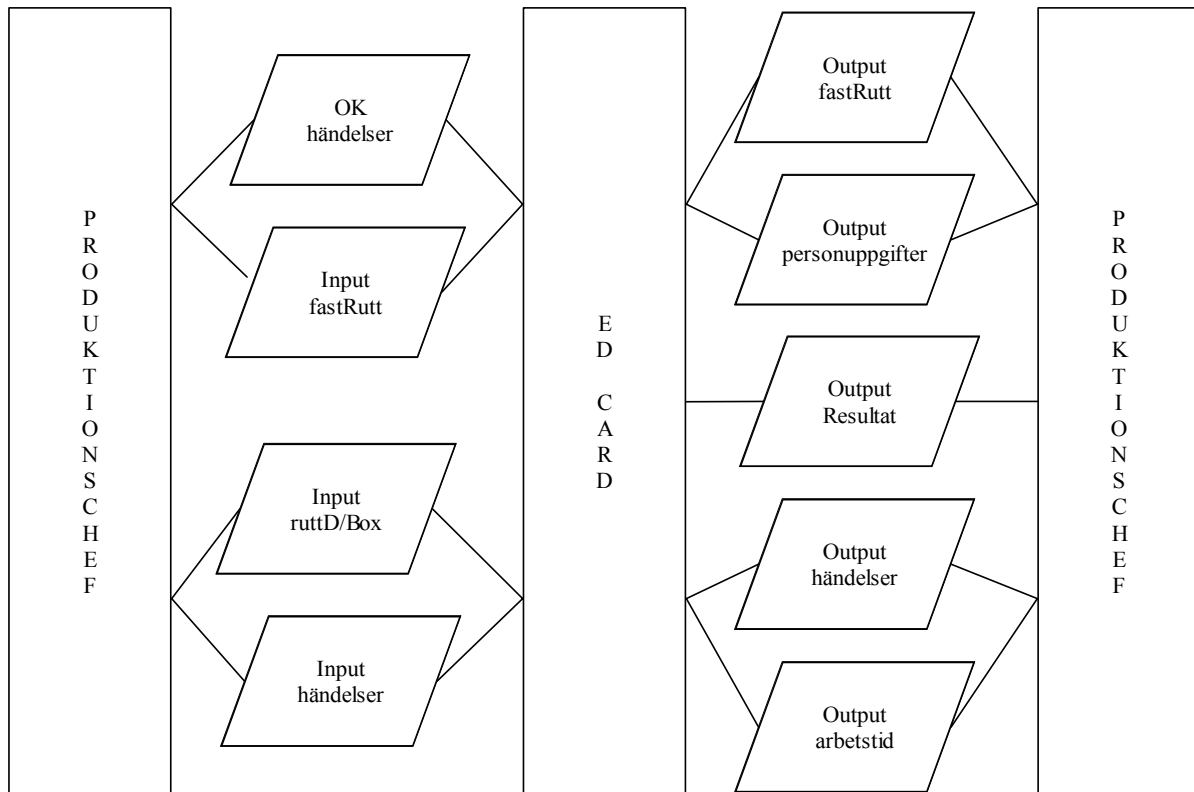 PRODUKTIONSCHEF
OK
händelser
Input
fastRutt
Input
ruttD/Box
Input
händelser
ED CARD
Output
fastRutt
Output
personuppgifter
Output
Resultat
Output
händelser
Output
arbetstid
PRODUKTIONSCHEF